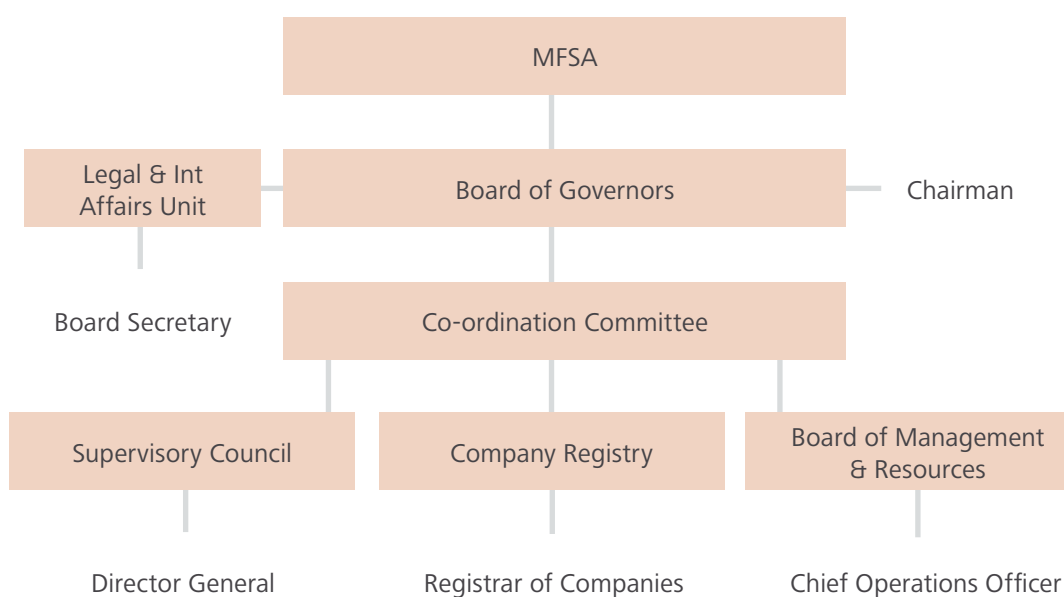 MFSA
Legal & Int
Affairs Unit
Board of Governors
Chairman
Board Secretary
Co-ordination Committee
Supervisory Council
Company Registry
Board of Management
& Resources
Director General
Registrar of Companies
Chief Operations Officer